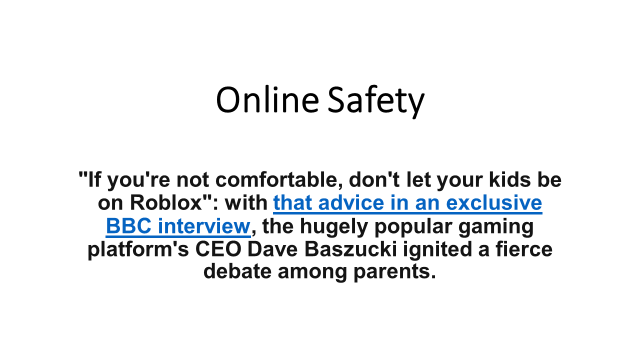 Online Safety
"If you're not comfortable, don't let your kids be
on Roblox": with that advice in an exclusive
BBC interview, the hugely popular gaming
platform's CEO Dave Baszucki ignited a fierce
debate among parents.